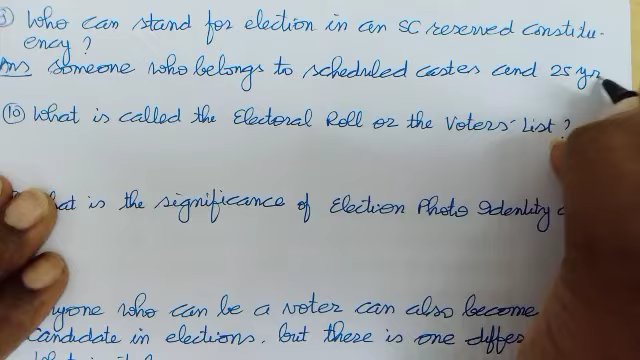 ) Who can stand for election in an SC reserved constitu-
ency?
Ans Someone who belongs to scheduled castes and 25 yr
(10) What is called the Electoral Roll or the Voters' List?
hat is the significance of Election Photo Identity
yone who can be a voter can also become
candidate in elections. but there is one differ